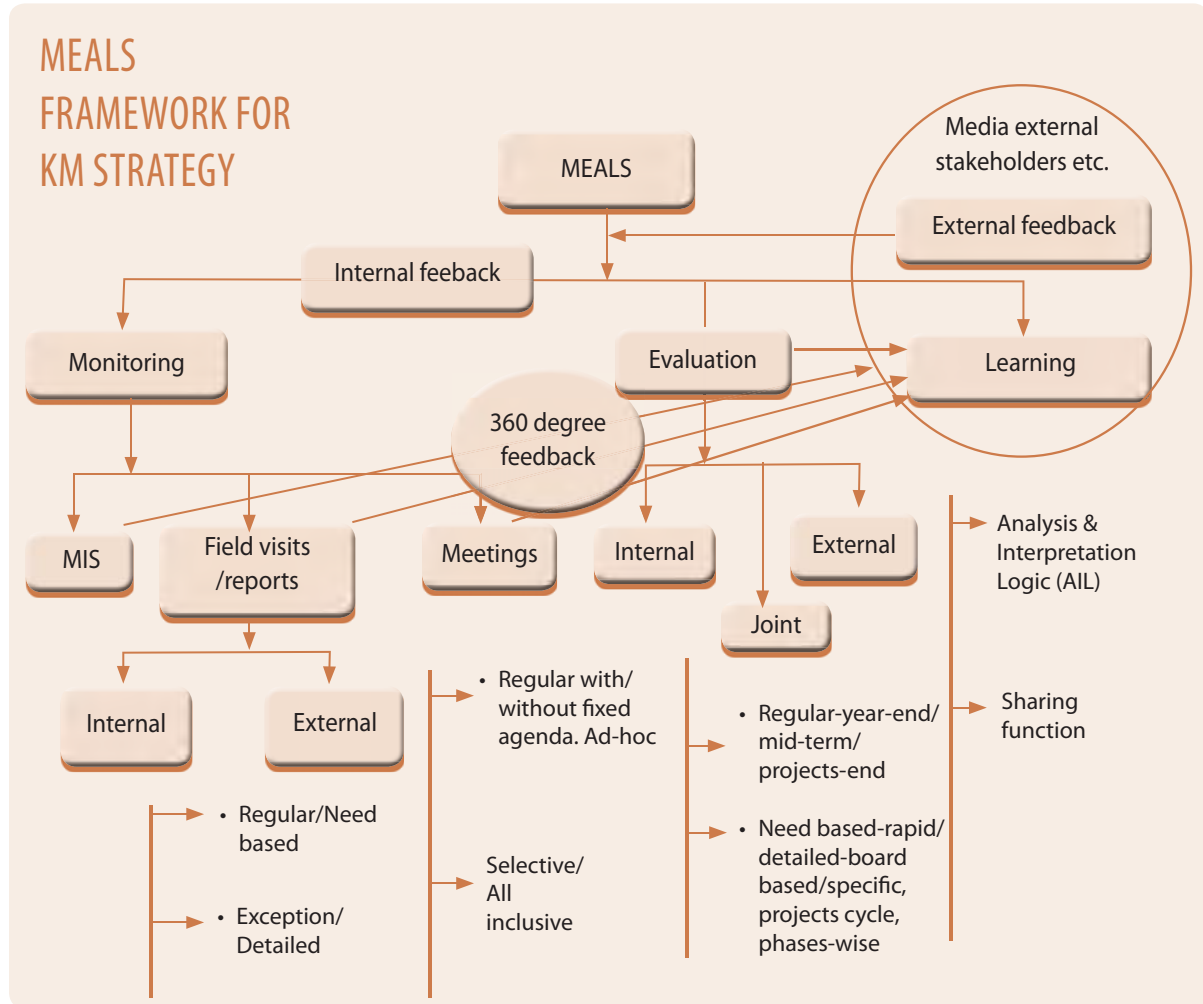 MEALS
FRAMEWORK FOR
KM STRATEGY
Media external
stakeholders etc.
MEALS
External feedback
Internal feeback
Monitoring
Evaluation
Learning
360 degree
feedback
MIS
Field visits
/reports
Meetings
Internal
External
Joint
Internal
External
• Regular/Need
based
• Exception/
Detailed
• Regular with/
without fixed
agenda. Ad-hoc
Selective/
All
inclusive
• Regular-year-end/
mid-term/
projects-end
• Need based-rapid/
detailed-board
based/specific,
projects cycle,
phases-wise
Analysis &
Interpretation
Logic (AIL)
Sharing
function